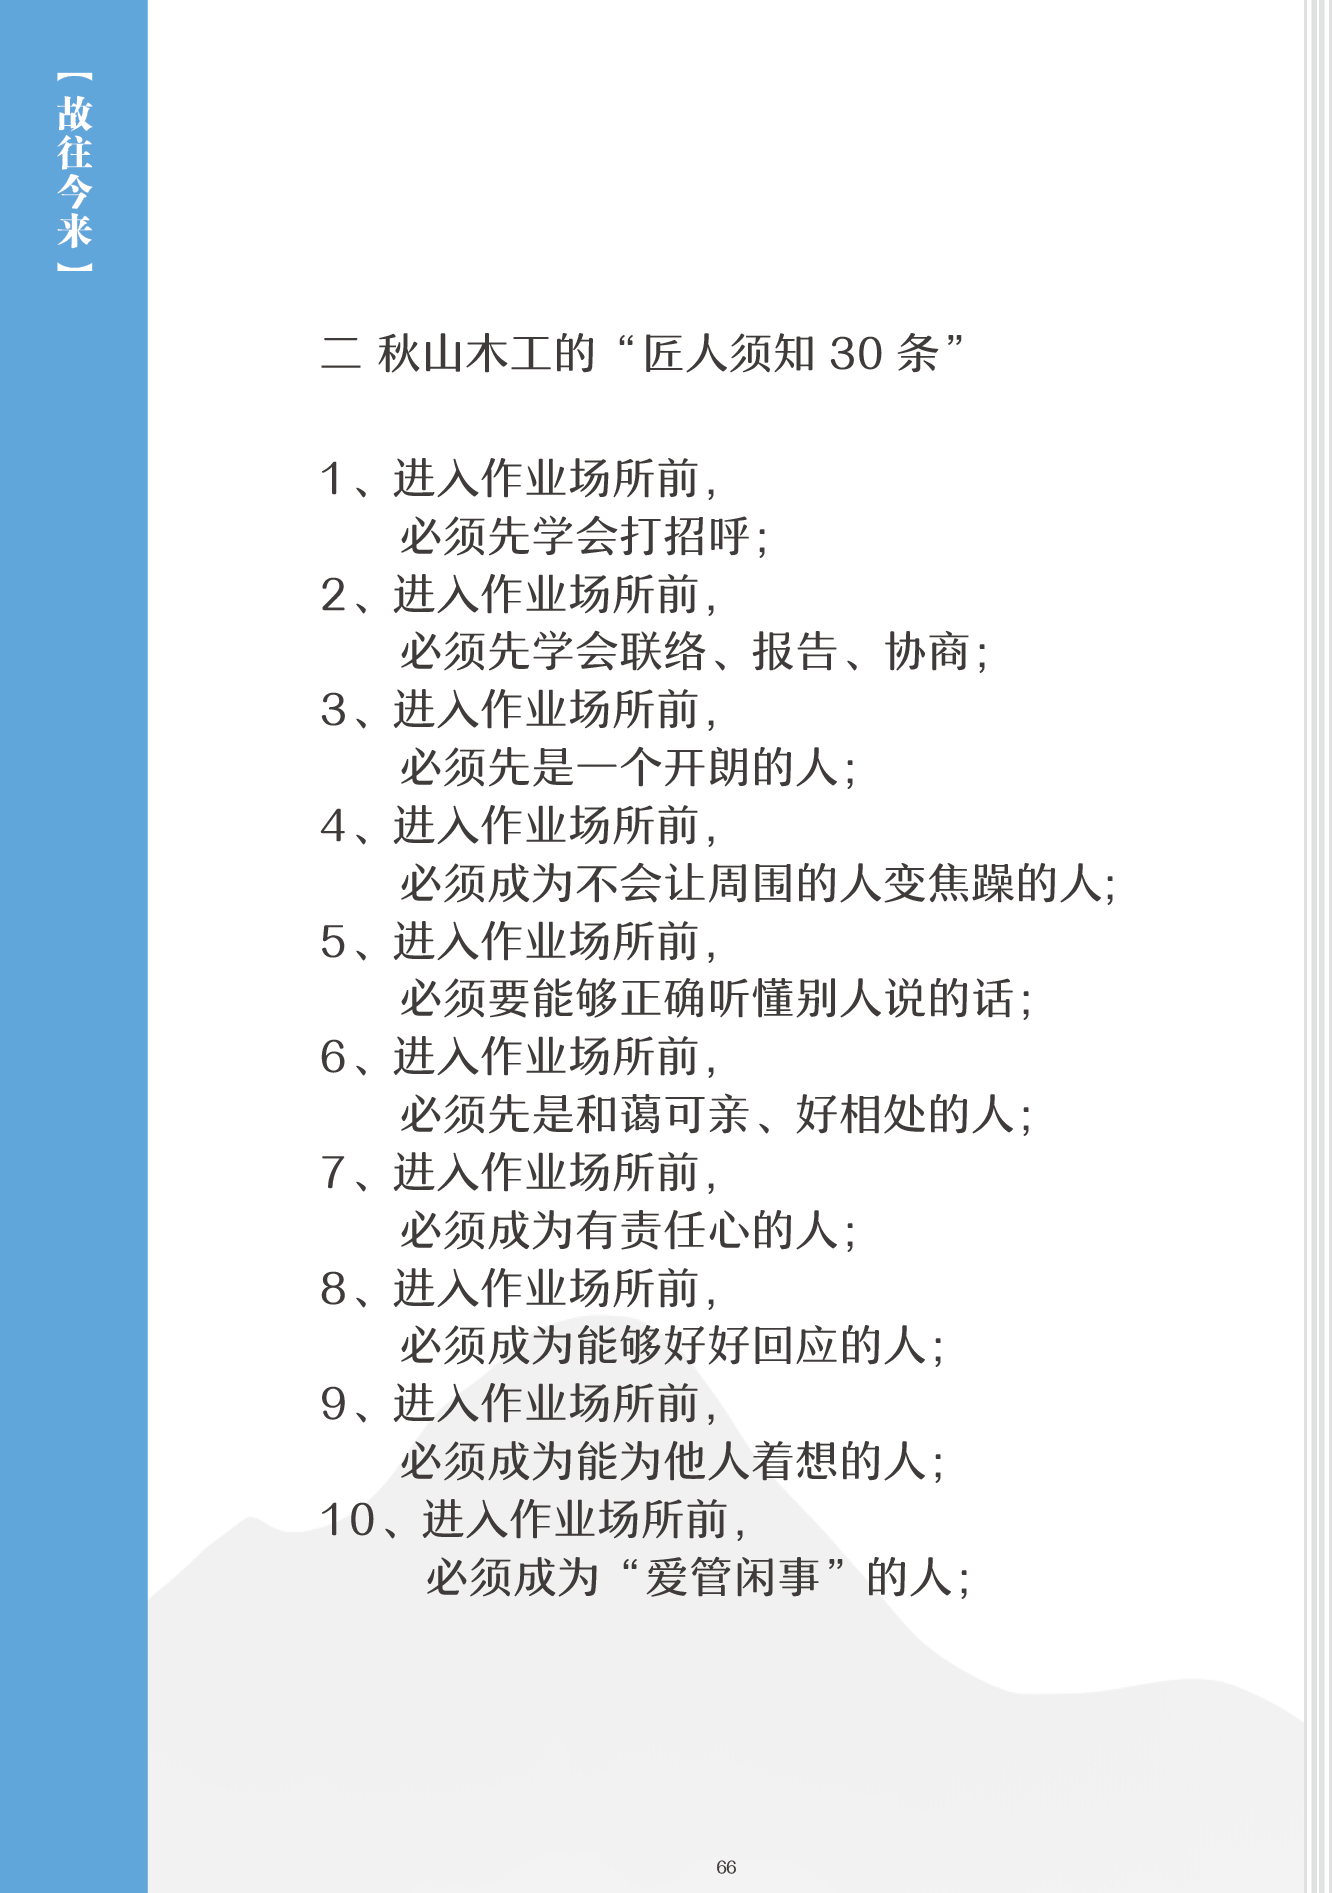 【故往今来】
二 秋山木工的“匠人须知 30 条”
1、进入作业场所前，
必须先学会打招呼；
2、进入作业场所前，
必须先学会联络、报告、协商；
3、进入作业场所前，
必须先是一个开朗的人；
4、进入作业场所前，
必须成为不会让周围的人变焦躁的人；
5、进入作业场所前，
必须要能够正确听懂别人说的话；
6、进入作业场所前，
必须先是和蔼可亲、好相处的人；
7、进入作业场所前，
必须成为有责任心的人；
8、进入作业场所前，
必须成为能够好好回应的人；
9、进入作业场所前，
必须成为能为他人着想的人；
10、进入作业场所前，
必须成为“爱管闲事”的人；
66